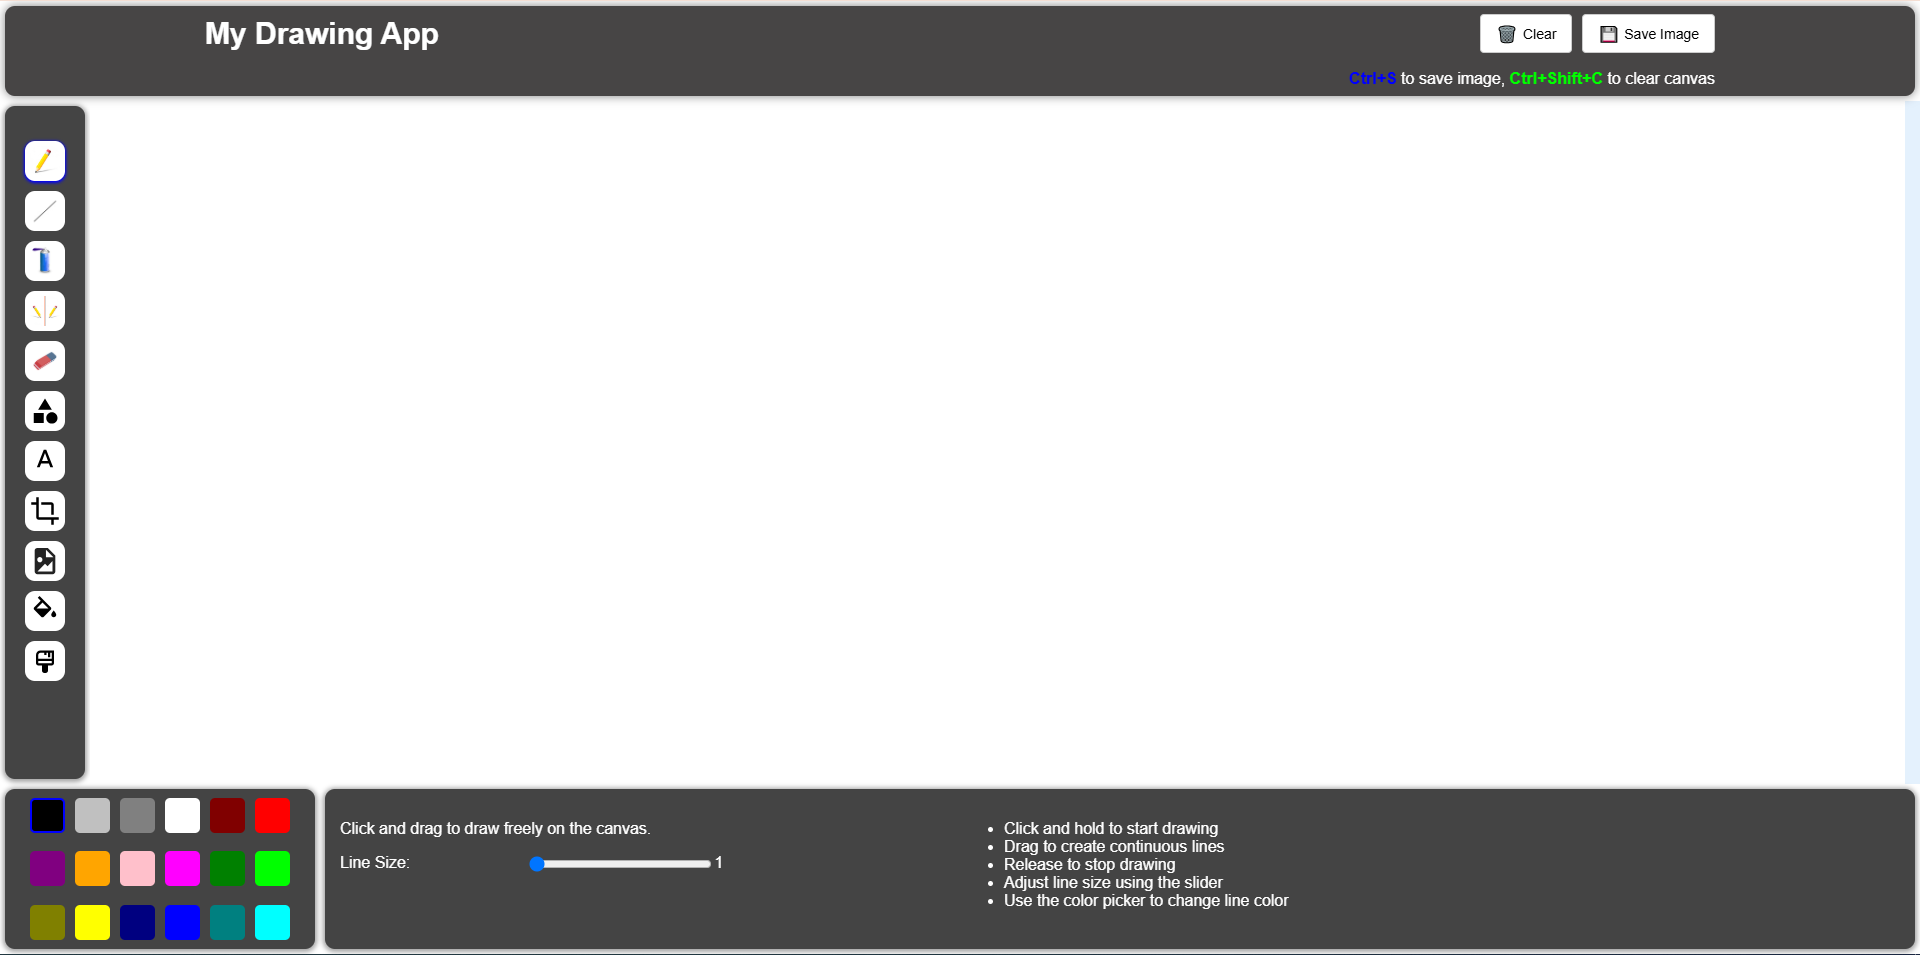 My Drawing App
Clear
Save Image
Ctrl+S to save image, Ctrl+Shift+C to clear canvas
A
Click and drag to draw freely on the canvas.
Line Size:
1
Click and hold to start drawing
Drag to create continuous lines
Release to stop drawing
Adjust line size using the slider
Use the color picker to change line color